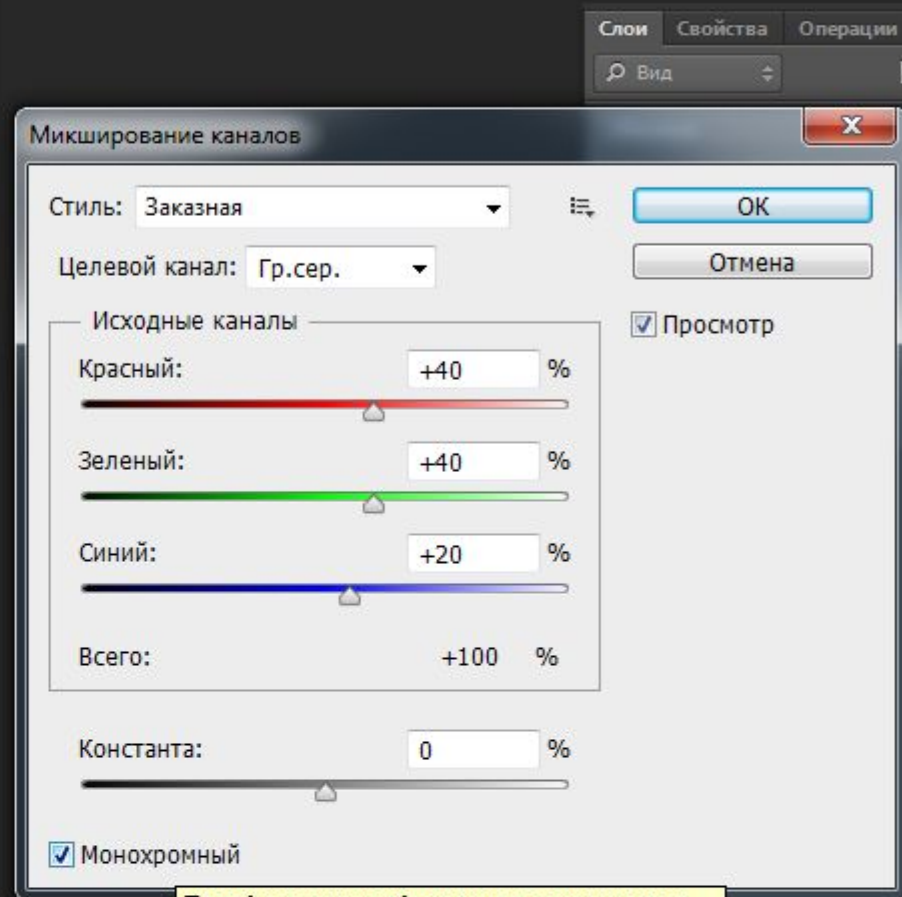 Слои Свойства Операции
Вид
Микширование каналов
Стиль: Заказная
OK
Целевой канал: Гр.сер.
Отмена
Исходные каналы
Просмотр
Красный: +40 %
Зеленый: +40 %
Синий: +20 %
Всего: +100 %
Константа: 0 %
Монохромный